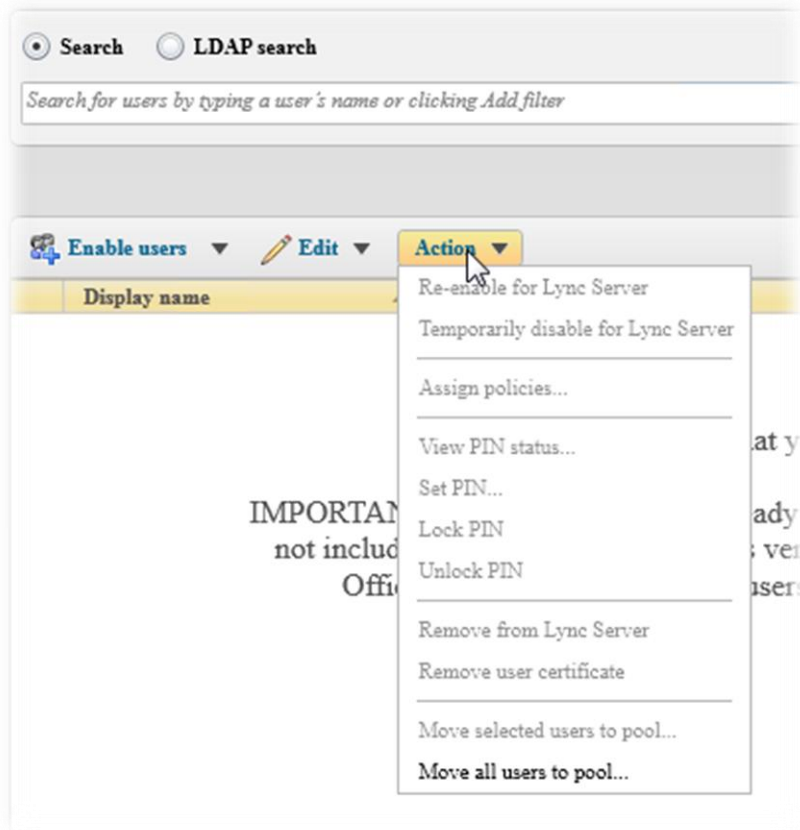 Search LDAP search
Search for users by typing a user's name or clicking Add filter
Enable users Edit Action
Display name
Re-enable for Lync Server
Temporarily disable for Lync Server
Assign policies...
View PIN status...
Set PIN...
Lock PIN
Unlock PIN
Remove from Lync Server
Remove user certificate
Move selected users to pool...
Move all users to pool...
not